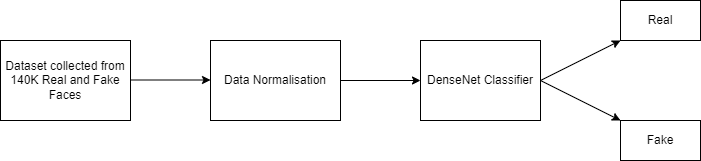 Dataset collected from
140K Real and Fake
Faces
Data Normalisation
DenseNet Classifier
Real
Fake